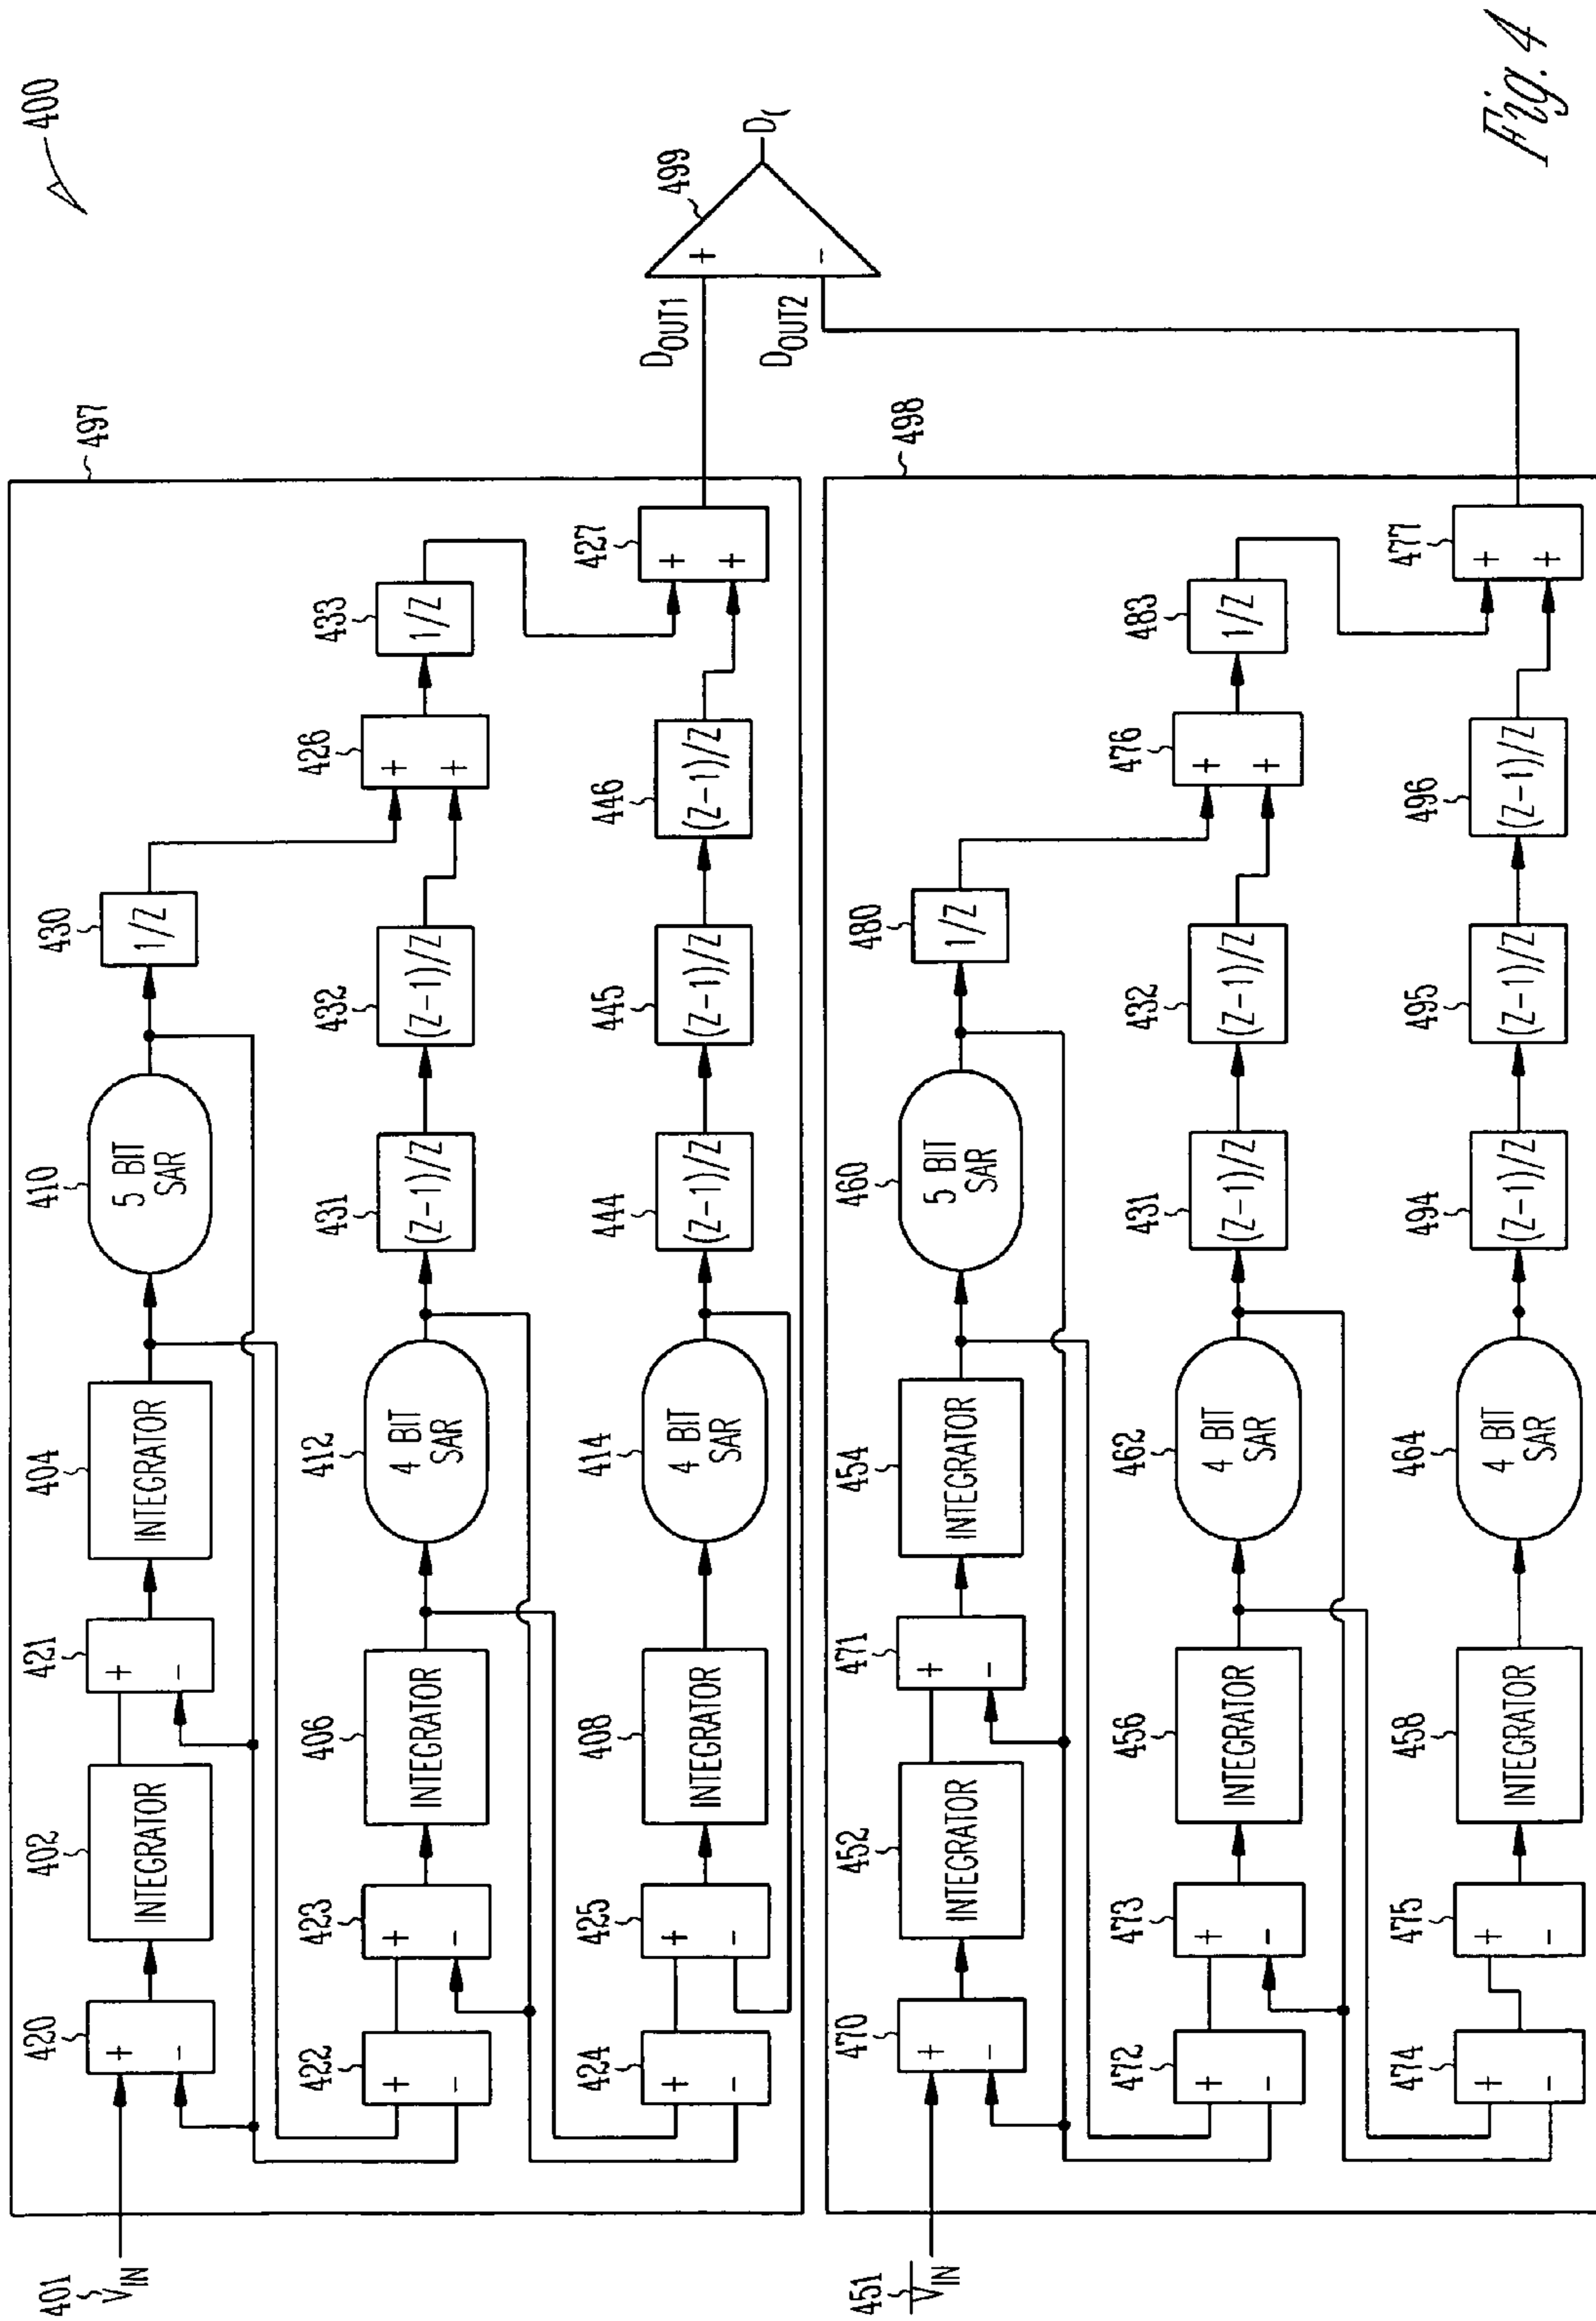 400
497
430
1/Z
410
5 BIT
SAR
404
INTEGRATOR
421
+
-
402
INTEGRATOR
420
+
-
401
V_IN
433
1/Z
426
+
+
432
(Z-1)/Z
431
(Z-1)/Z
412
4 BIT
SAR
406
INTEGRATOR
423
+
-
422
+
-
427
+
+
446
(Z-1)/Z
445
(Z-1)/Z
444
(Z-1)/Z
414
4 BIT
SAR
408
INTEGRATOR
425
+
-
424
+
-
D_OUT1
D_OUT2
499
+
-
D(
498
480
1/Z
460
5 BIT
SAR
454
INTEGRATOR
471
+
-
452
INTEGRATOR
470
+
-
451
V_IN
483
1/Z
476
+
+
432
(Z-1)/Z
431
(Z-1)/Z
462
4 BIT
SAR
456
INTEGRATOR
473
+
-
472
+
-
477
+
+
496
(Z-1)/Z
495
(Z-1)/Z
494
(Z-1)/Z
464
4 BIT
SAR
458
INTEGRATOR
475
+
-
474
+
-
Fig. 4